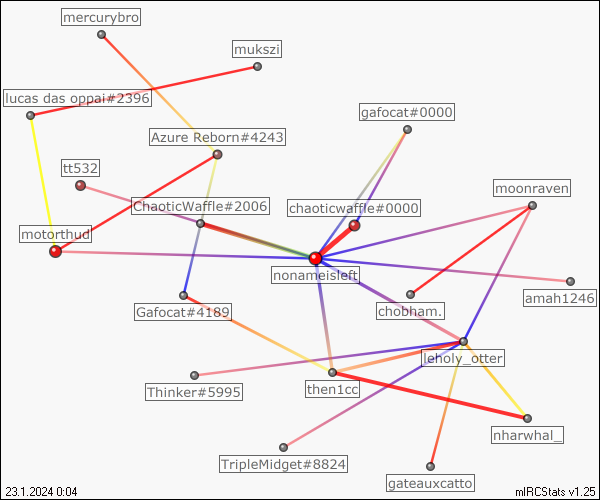 mercurybro
mukszi
lucas das oppai#2396
gafocat#0000
Azure Reborn#4243
tt532
moonraven
ChaoticWaffle#2006
chaoticwaffle#0000
motorthud
nonameisleft
amah1246
Gafocat#4189
chobham.
jeholy_otter
Thinker#5995
then1cc
nharwhal_
TripleMidget#8824
gateauxcatto
23.1.2024 0:04
mIRCStats v1.25